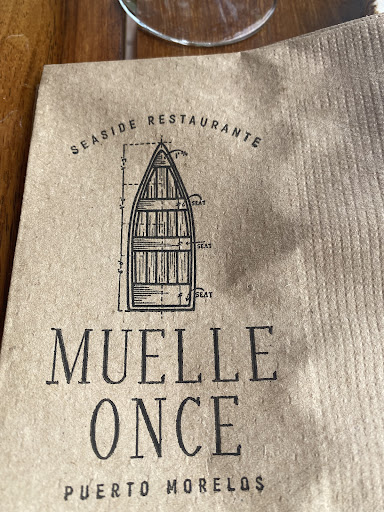 SEASIDE RESTAURANTE
SEAT
SEAT
SEAT
MUELLE
ONCE
PUERTO MORELOS